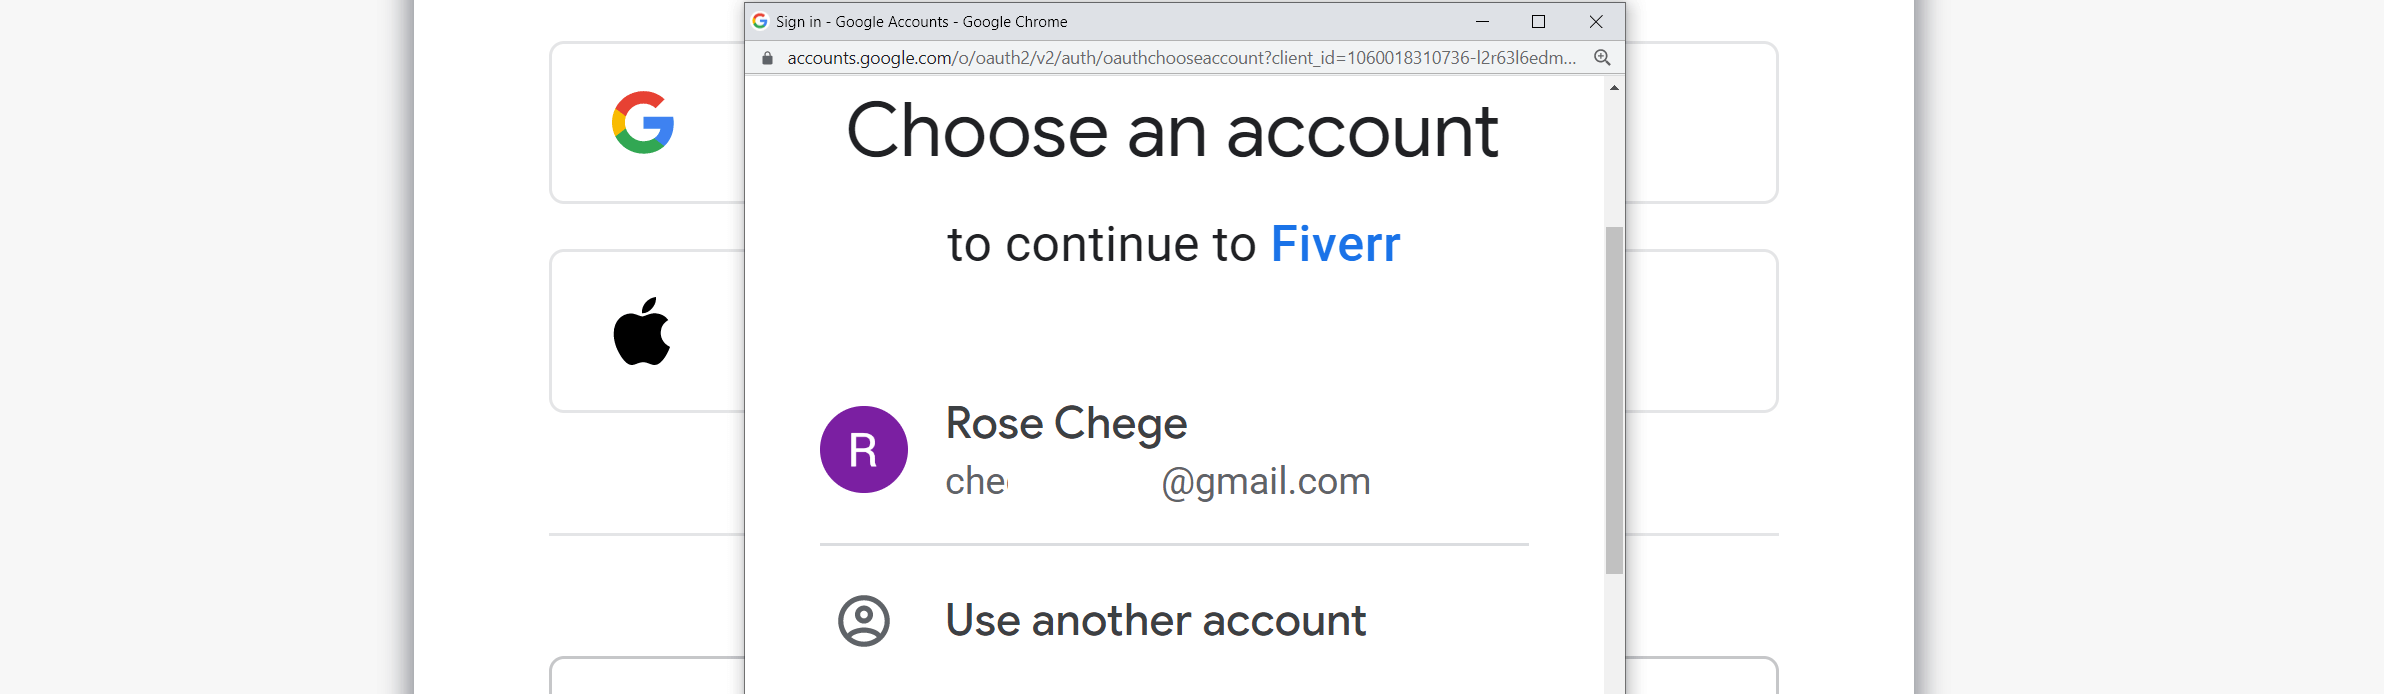 Sign in - Google Accounts - Google Chrome
accounts.google.com/o/oauth2/v2/auth/oauthchooseaccount?client_id=1060018310736-l2r63l6edm...
Choose an account
to continue to Fiverr
R
Rose Chege
che @gmail.com
Use another account